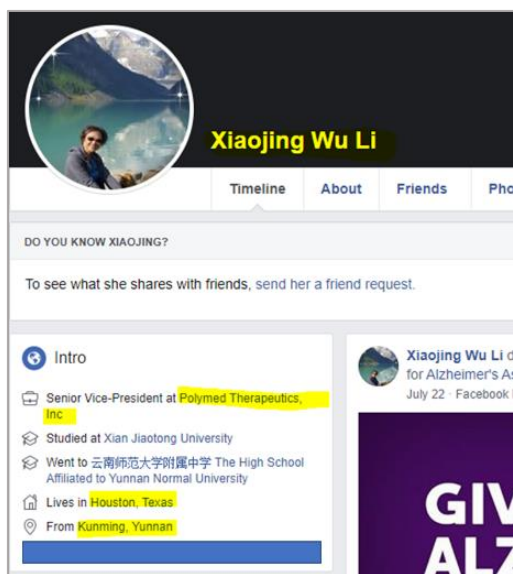 Xiaojing Wu Li
Timeline About Friends Pho
DO YOU KNOW XIAOJING?
To see what she shares with friends, send her a friend request.
Intro
Senior Vice-President at Polymed Therapeutics,
Inc
Studied at Xian Jiaotong University
Went to 云南师范大学附属中学 The High School
Affiliated to Yunnan Normal University
Lives in Houston, Texas
From Kunming, Yunnan
Xiaojing Wu Li d
for Alzheimer's As
July 22 · Facebook
GIV
ALZ